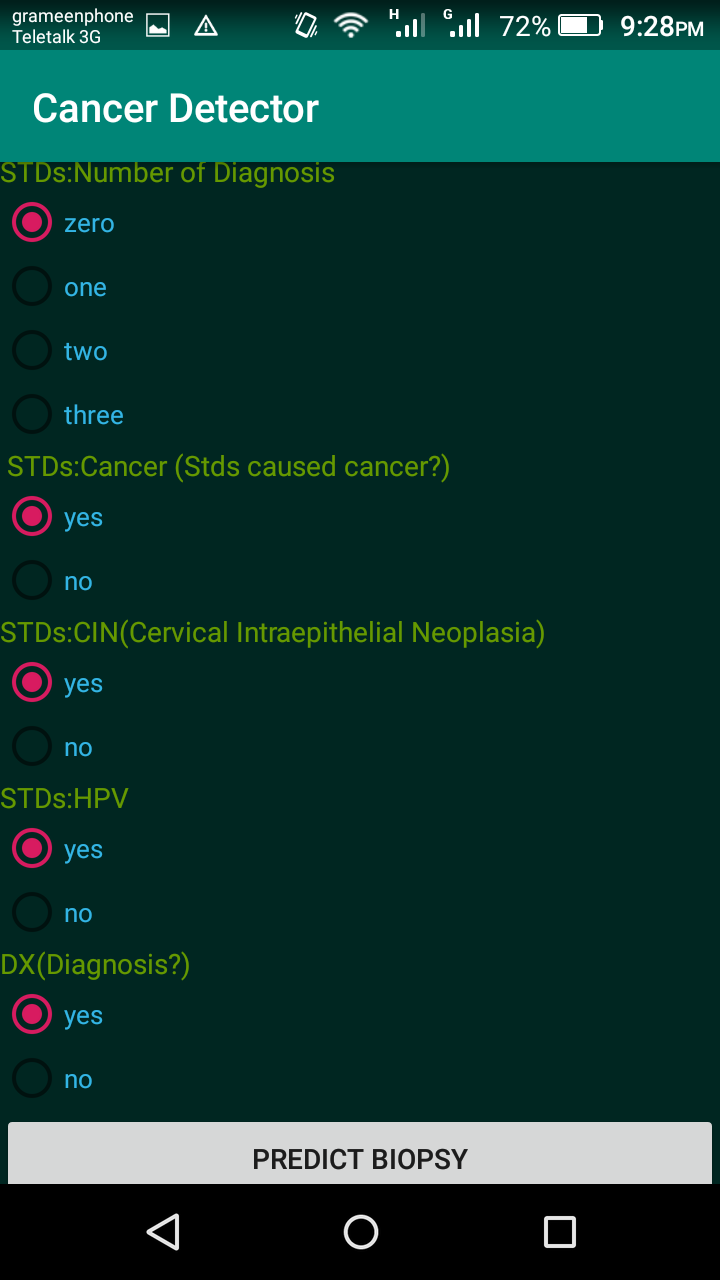 grameenphone
Teletalk 3G
H
G
72%
9:28PM
Cancer Detector
STDs:Number of Diagnosis
zero
one
two
three
STDs:Cancer (Stds caused cancer?)
yes
no
STDs:CIN(Cervical Intraepithelial Neoplasia)
yes
no
STDs:HPV
yes
no
DX(Diagnosis?)
yes
no
PREDICT BIOPSY